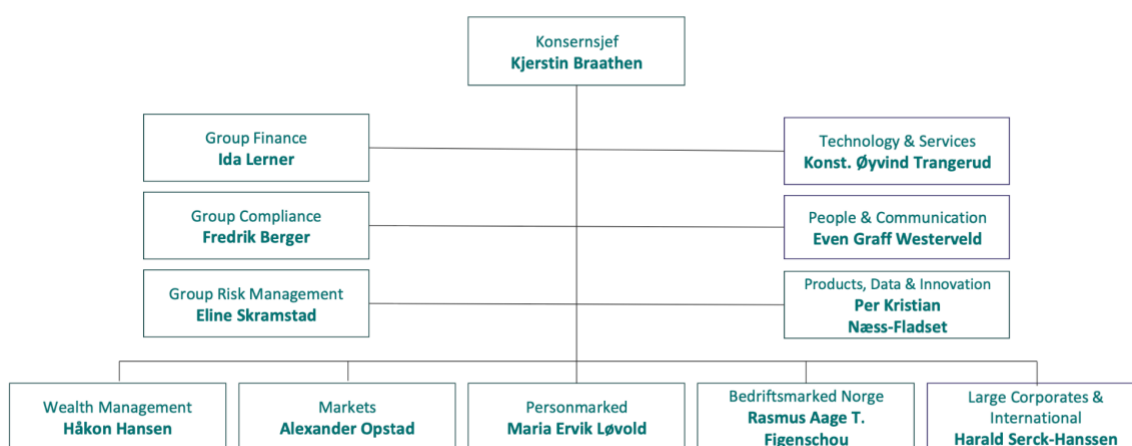 Konsernsjef
Kjerstin Braathen
Group Finance
Ida Lerner
Technology & Services
Konst. Øyvind Trangerud
Group Compliance
Fredrik Berger
People & Communication
Even Graff Westerveld
Group Risk Management
Eline Skramstad
Products, Data & Innovation
Per Kristian
Næss-Fladset
Wealth Management
Håkon Hansen
Markets
Alexander Opstad
Personmarked
Maria Ervik Løvold
Bedriftsmarked Norge
Rasmus Aage T.
Figenschou
Large Corporates &
International
Harald Serck-Hanssen